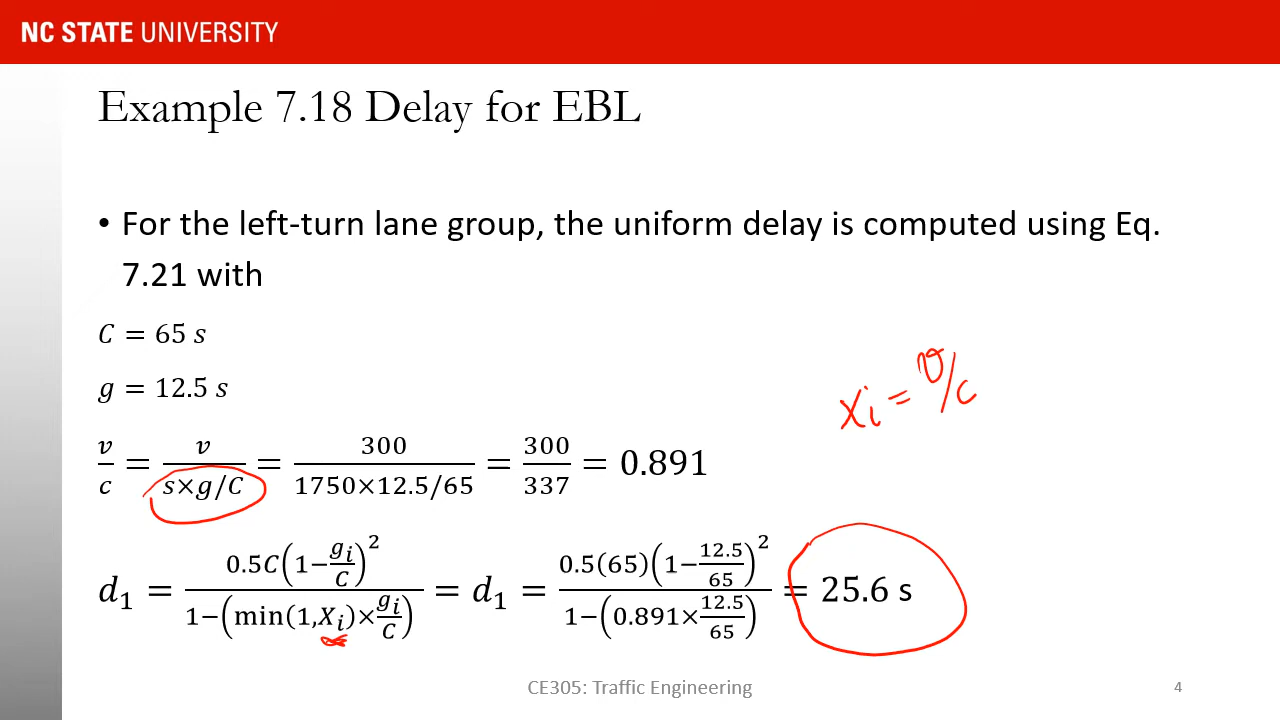 NC STATE UNIVERSITY
Example 7.18 Delay for EBL
• For the left-turn lane group, the uniform delay is computed using Eq.
7.21 with
C = 65 s
g = 12.5 s
v/c = v/(s×g/C) = 300/(1750×12.5/65) = 300/337 = 0.891
Xi = v/c
d₁ = 0.5C(1−gᵢ/C)²/(1−(min(1,Xᵢ)×gᵢ/C)) = d₁ = 0.5(65)(1−12.5/65)²/(1−(0.891×12.5/65)) = 25.6 s
CE305: Traffic Engineering
4